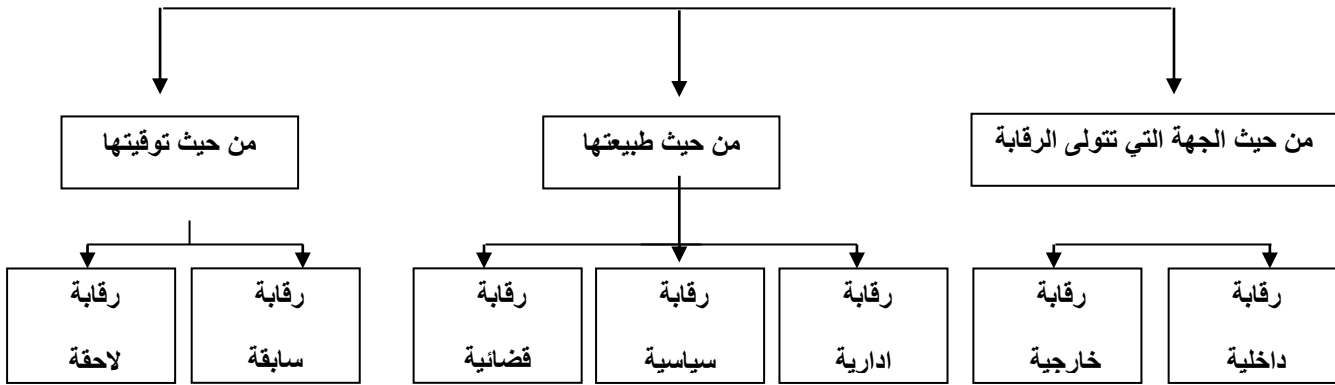 من حيث الجهة التي تتولى الرقابة
من حيث طبيعتها
من حيث توقيتها
رقابة
داخلية
رقابة
خارجية
رقابة
ادارية
رقابة
سياسية
رقابة
قضائية
رقابة
سابقة
رقابة
لاحقة